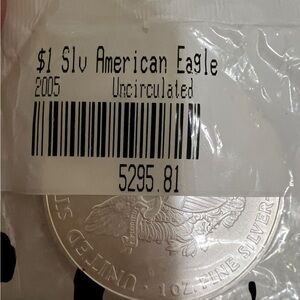 $1 Slv American Eagle
2005 Uncirculated
5295.81
UNITED ST
1 OZ. FINE SILVER